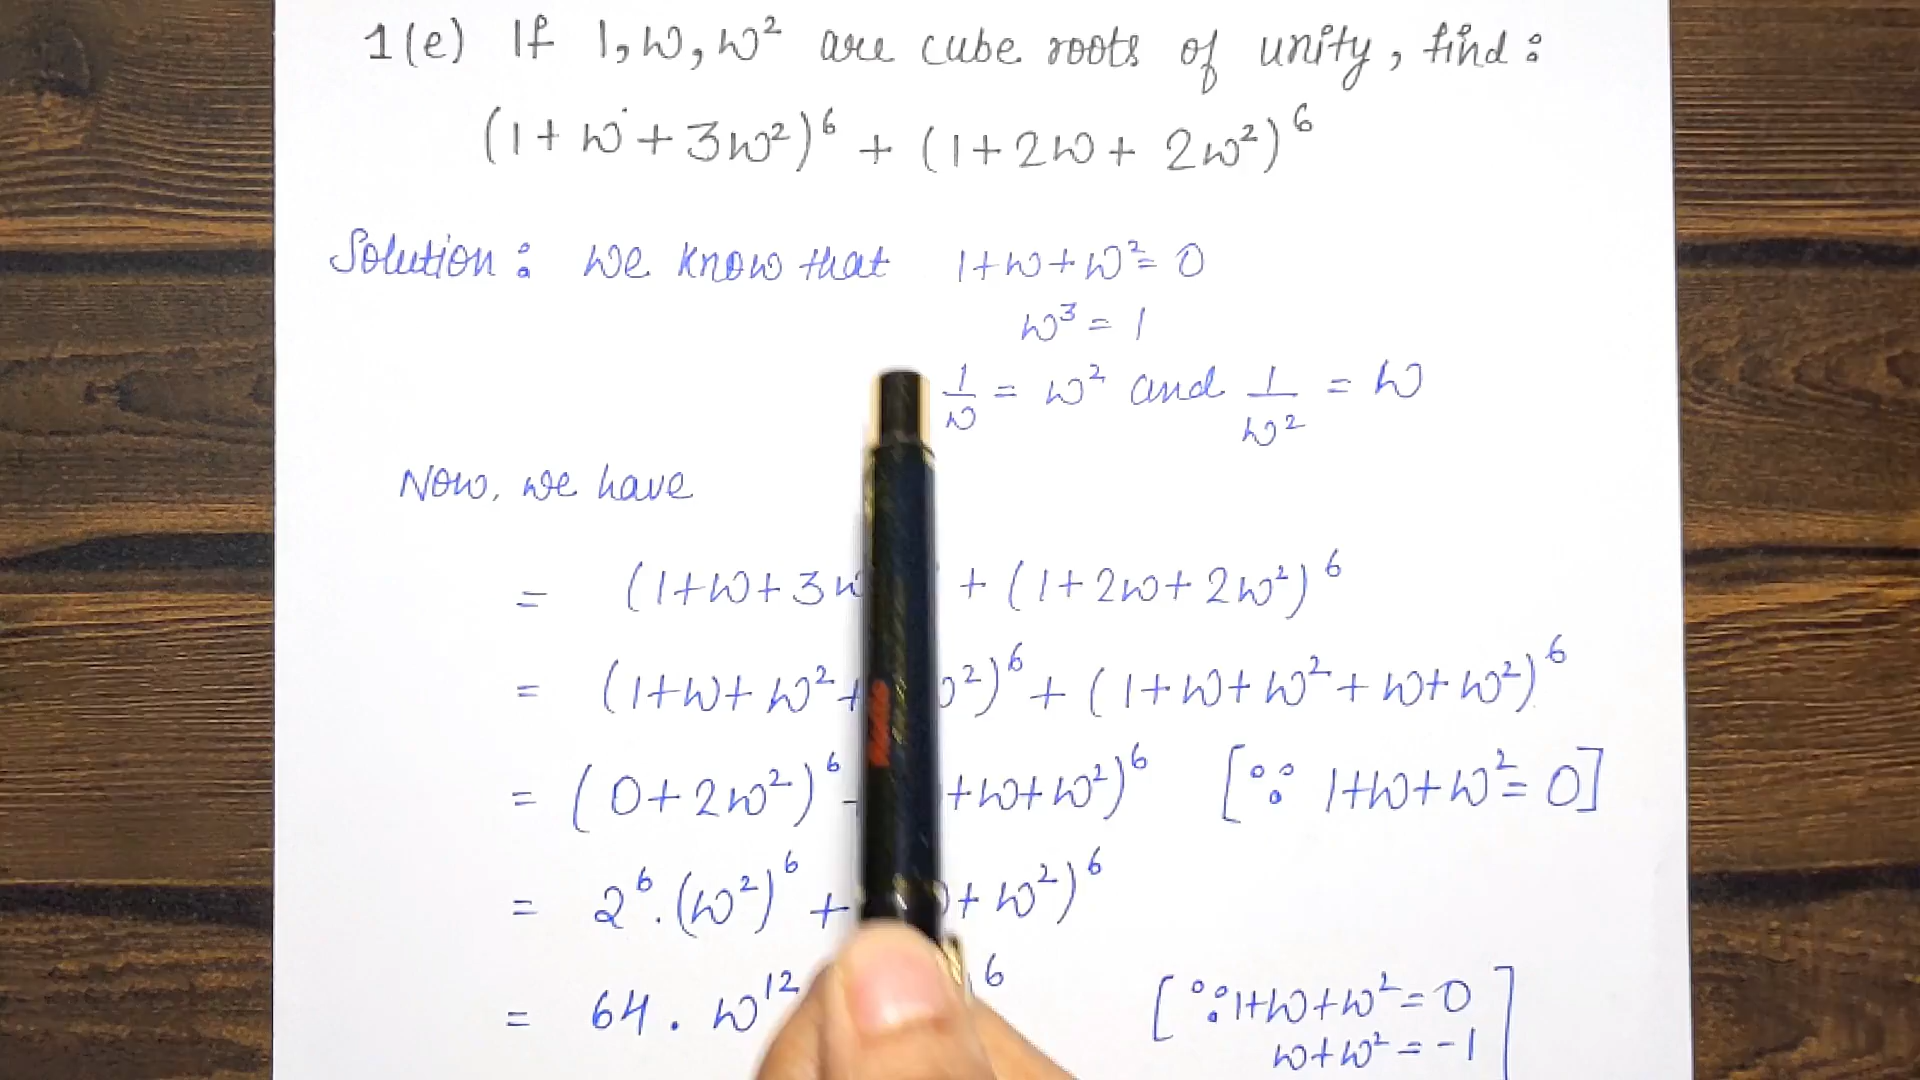 1(e) If 1, ω, ω² are cube roots of unity, find :
(1 + ω + 3ω²)⁶ + (1 + 2ω + 2ω²)⁶
Solution : We know that 1+ω+ω² = 0
ω³ = 1
1/ω = ω² and 1/ω² = ω
Now, we have
= (1+ω+3ω + (1+2ω+2ω²)⁶
= (1+ω+ω²+ ω²)⁶ + (1+ω+ω²+ω+ω²)⁶
= (0+2ω²)⁶ +ω+ω²)⁶ [∵ 1+ω+ω² = 0]
= 2⁶.(ω²)⁶ + + ω²)⁶
= 64 . ω¹² ⁶ [∵ 1+ω+ω² = 0
ω+ω² = -1 ]